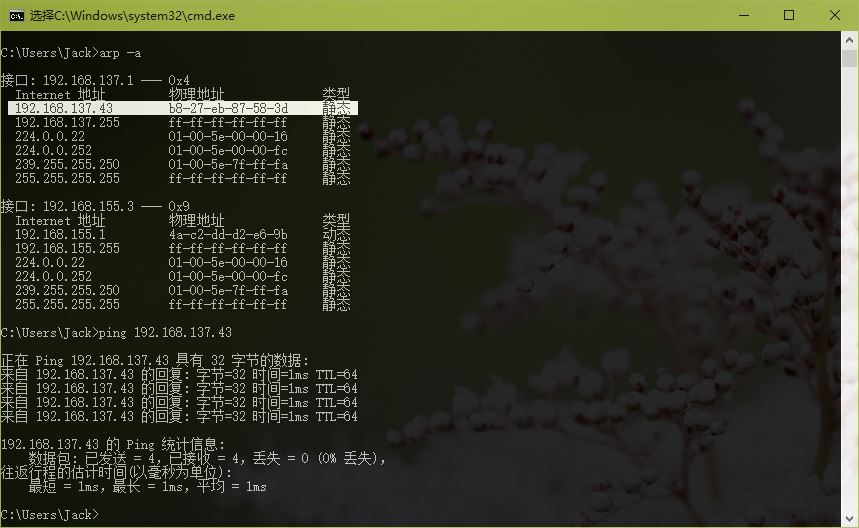 选择C:\Windows\system32\cmd.exe
C:\Users\Jack>arp -a
接口: 192.168.137.1 --- 0x4
Internet 地址 物理地址 类型
192.168.137.43 b8-27-eb-87-58-3d 静态
192.168.137.255 ff-ff-ff-ff-ff-ff 静态
224.0.0.22 01-00-5e-00-00-16 静态
224.0.0.252 01-00-5e-00-00-fc 静态
239.255.255.250 01-00-5e-7f-ff-fa 静态
255.255.255.255 ff-ff-ff-ff-ff-ff 静态
接口: 192.168.155.3 --- 0x9
Internet 地址 物理地址 类型
192.168.155.1 4a-c2-dd-d2-e6-9b 动态
192.168.155.255 ff-ff-ff-ff-ff-ff 静态
224.0.0.22 01-00-5e-00-00-16 静态
224.0.0.252 01-00-5e-00-00-fc 静态
239.255.255.250 01-00-5e-7f-ff-fa 静态
255.255.255.255 ff-ff-ff-ff-ff-ff 静态
C:\Users\Jack>ping 192.168.137.43
正在 Ping 192.168.137.43 具有 32 字节的数据:
来自 192.168.137.43 的回复: 字节=32 时间=1ms TTL=64
来自 192.168.137.43 的回复: 字节=32 时间=1ms TTL=64
来自 192.168.137.43 的回复: 字节=32 时间=1ms TTL=64
来自 192.168.137.43 的回复: 字节=32 时间=1ms TTL=64
192.168.137.43 的 Ping 统计信息:
数据包: 已发送 = 4，已接收 = 4，丢失 = 0 (0% 丢失)，
往返行程的估计时间(以毫秒为单位):
最短 = 1ms，最长 = 1ms，平均 = 1ms
C:\Users\Jack>